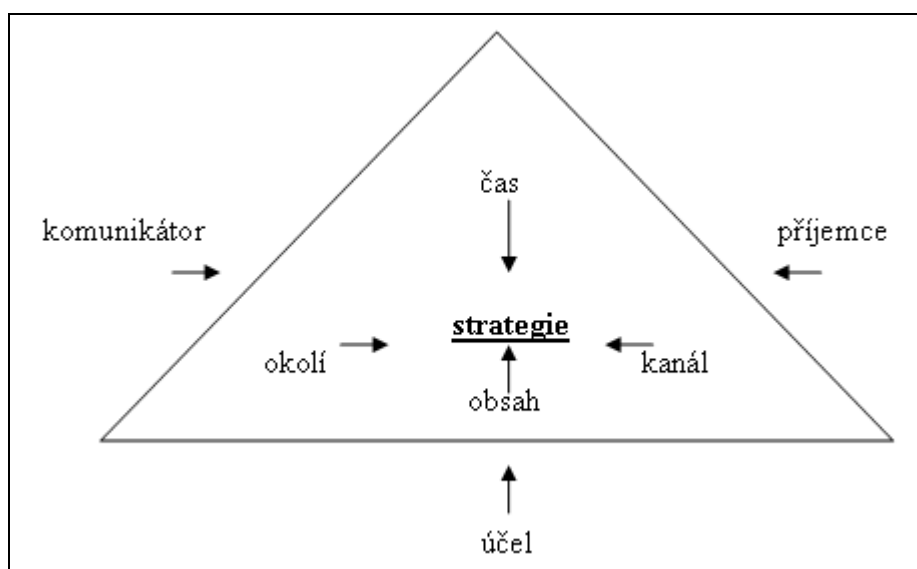 čas
komunikátor
příjemce
strategie
okolí
kanál
obsah
účel